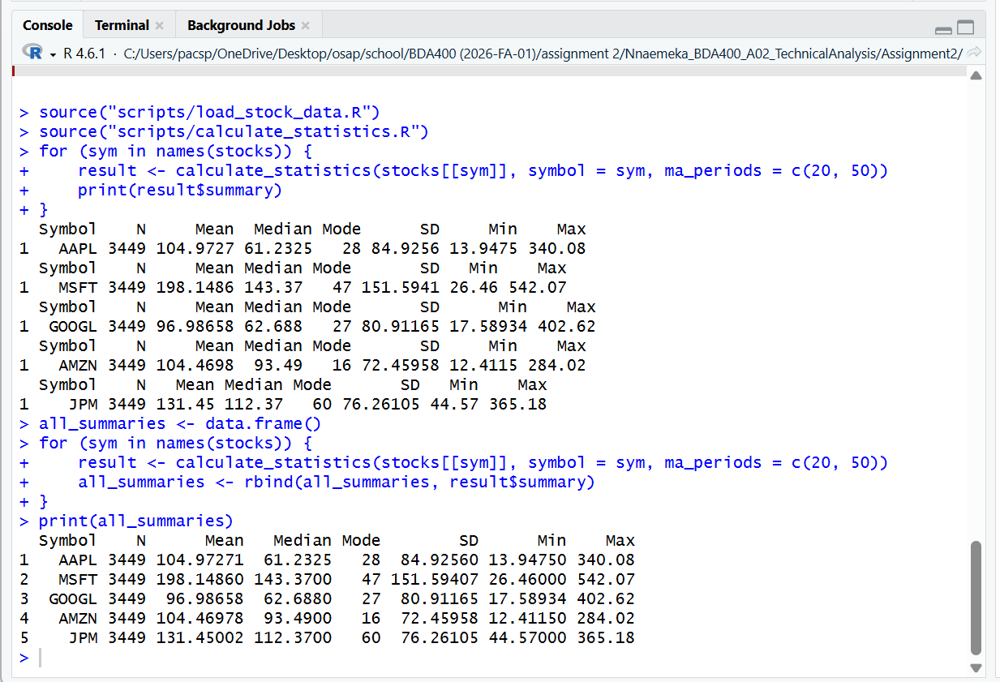 Console Terminal Background Jobs
R 4.6.1 · C:/Users/pacsp/OneDrive/Desktop/osap/school/BDA400 (2026-FA-01)/assignment 2/Nnaemeka_BDA400_A02_TechnicalAnalysis/Assignment2/
> source("scripts/load_stock_data.R")
> source("scripts/calculate_statistics.R")
> for (sym in names(stocks)) {
+     result <- calculate_statistics(stocks[[sym]], symbol = sym, ma_periods = c(20, 50))
+     print(result$summary)
+ }
  Symbol    N     Mean  Median Mode      SD     Min    Max
1   AAPL 3449 104.9727 61.2325   28 84.9256 13.9475 340.08
  Symbol    N     Mean Median Mode       SD   Min    Max
1   MSFT 3449 198.1486 143.37   47 151.5941 26.46 542.07
  Symbol    N     Mean Median Mode       SD      Min    Max
1  GOOGL 3449 96.98658 62.688   27 80.91165 17.58934 402.62
  Symbol    N     Mean Median Mode       SD     Min    Max
1   AMZN 3449 104.4698  93.49   16 72.45958 12.4115 284.02
  Symbol    N   Mean Median Mode       SD   Min    Max
1    JPM 3449 131.45 112.37   60 76.26105 44.57 365.18
> all_summaries <- data.frame()
> for (sym in names(stocks)) {
+     result <- calculate_statistics(stocks[[sym]], symbol = sym, ma_periods = c(20, 50))
+     all_summaries <- rbind(all_summaries, result$summary)
+ }
> print(all_summaries)
  Symbol    N      Mean   Median Mode        SD      Min    Max
1   AAPL 3449 104.97271  61.2325   28  84.92560 13.94750 340.08
2   MSFT 3449 198.14860 143.3700   47 151.59407 26.46000 542.07
3  GOOGL 3449  96.98658  62.6880   27  80.91165 17.58934 402.62
4   AMZN 3449 104.46978  93.4900   16  72.45958 12.41150 284.02
5    JPM 3449 131.45002 112.3700   60  76.26105 44.57000 365.18
>